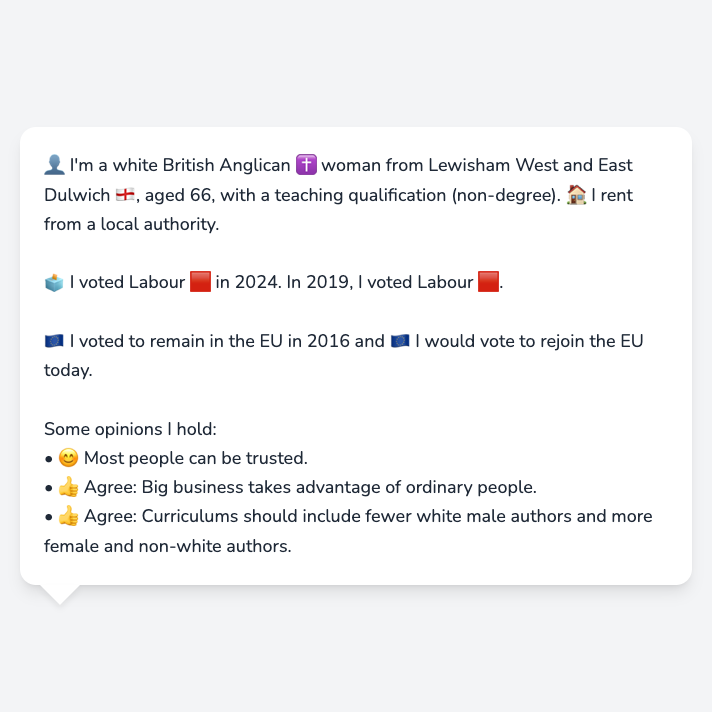 👤 I'm a white British Anglican ✝️ woman from Lewisham West and East
Dulwich 🏴󠁧󠁢󠁥󠁮󠁧󠁿, aged 66, with a teaching qualification (non-degree). 🏠 I rent
from a local authority.
🗳️ I voted Labour 🟥 in 2024. In 2019, I voted Labour 🟥.
🇪🇺 I voted to remain in the EU in 2016 and 🇪🇺 I would vote to rejoin the EU
today.
Some opinions I hold:
• 😊 Most people can be trusted.
• 👍 Agree: Big business takes advantage of ordinary people.
• 👍 Agree: Curriculums should include fewer white male authors and more
female and non-white authors.